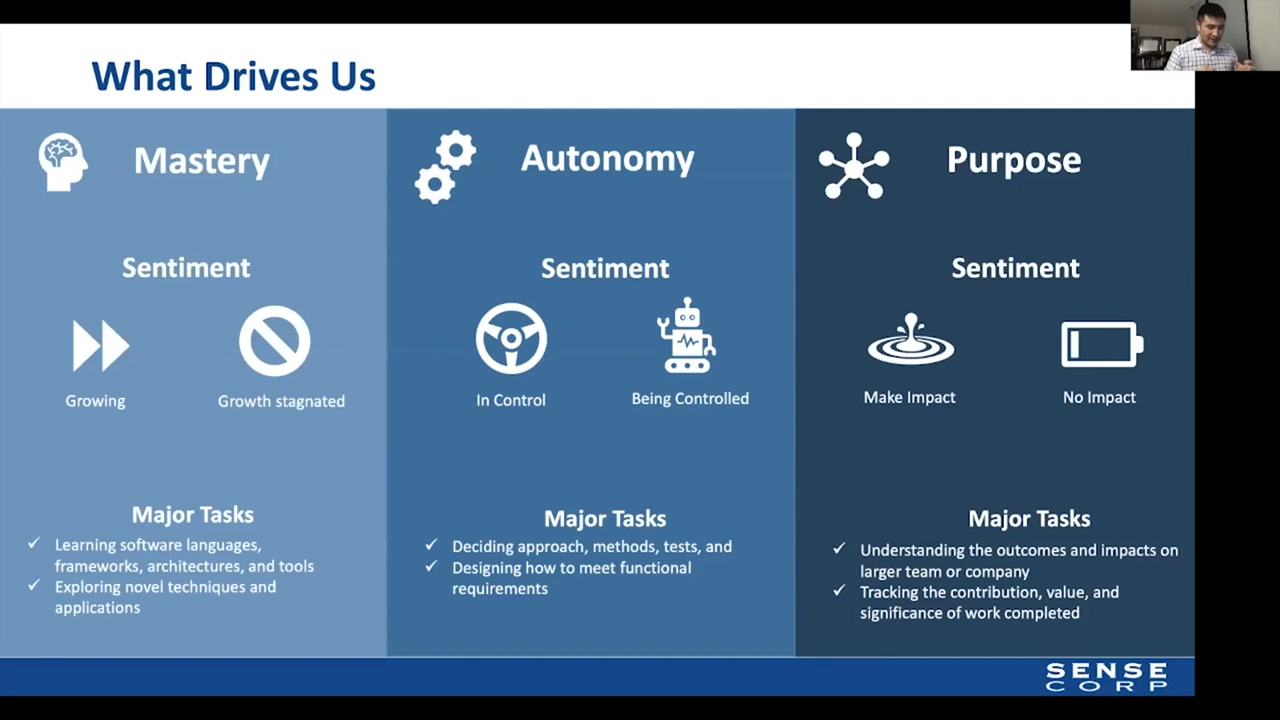 What Drives Us
Mastery
Sentiment
Growing
Growth stagnated
Major Tasks
✓ Learning software languages,
frameworks, architectures, and tools
✓ Exploring novel techniques and
applications
Autonomy
Sentiment
In Control
Being Controlled
Major Tasks
✓ Deciding approach, methods, tests, and
✓ Designing how to meet functional
requirements
Purpose
Sentiment
Make Impact
No Impact
Major Tasks
✓ Understanding the outcomes and impacts on
larger team or company
✓ Tracking the contribution, value, and
significance of work completed
SENSE
CORP